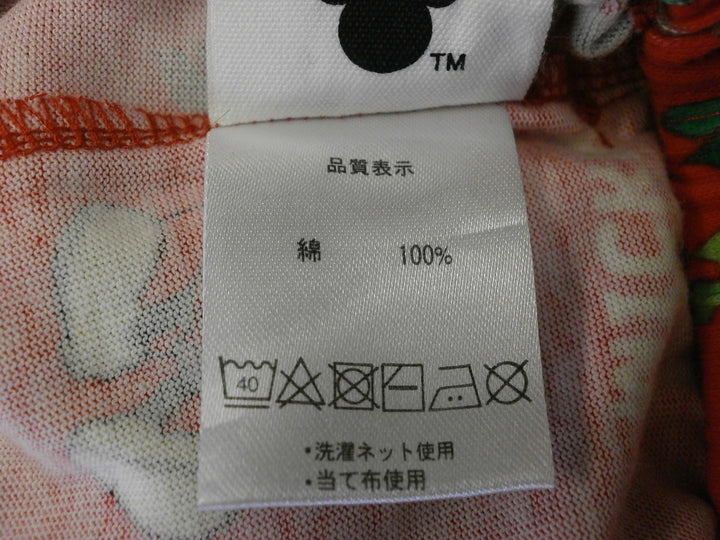 TM
品質表示
綿 100%
40
・洗濯ネット使用
・当て布使用